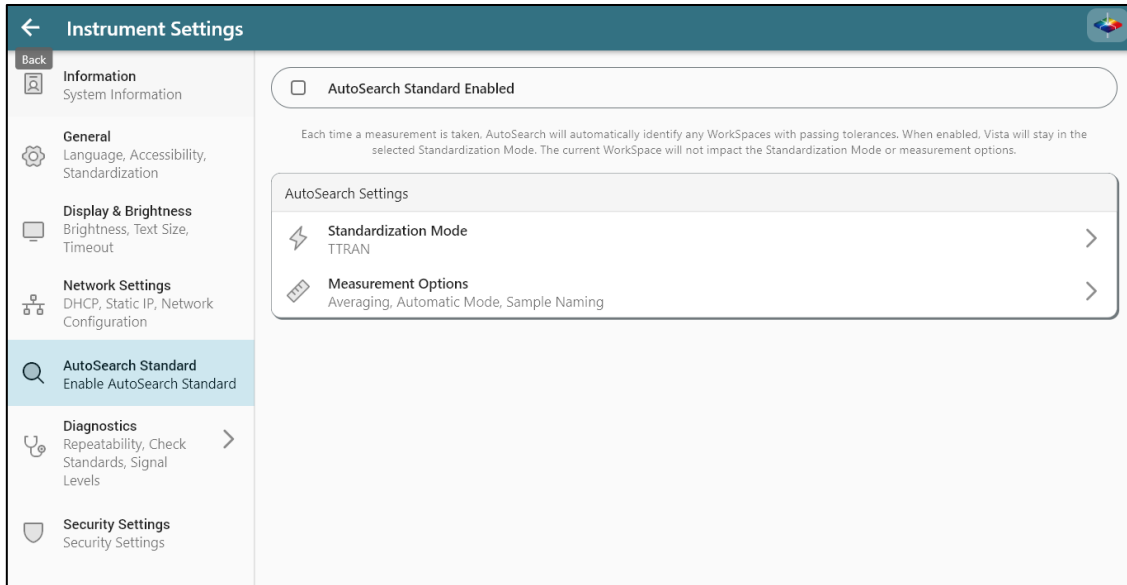 Instrument Settings
Back
Information
System Information
General
Language, Accessibility,
Standardization
Display & Brightness
Brightness, Text Size,
Timeout
Network Settings
DHCP, Static IP, Network
Configuration
AutoSearch Standard
Enable AutoSearch Standard
Diagnostics
Repeatability, Check
Standards, Signal
Levels
Security Settings
Security Settings
AutoSearch Standard Enabled
Each time a measurement is taken, AutoSearch will automatically identify any WorkSpaces with passing tolerances. When enabled, Vista will stay in the
selected Standardization Mode. The current WorkSpace will not impact the Standardization Mode or measurement options.
AutoSearch Settings
Standardization Mode
TTRAN
Measurement Options
Averaging, Automatic Mode, Sample Naming